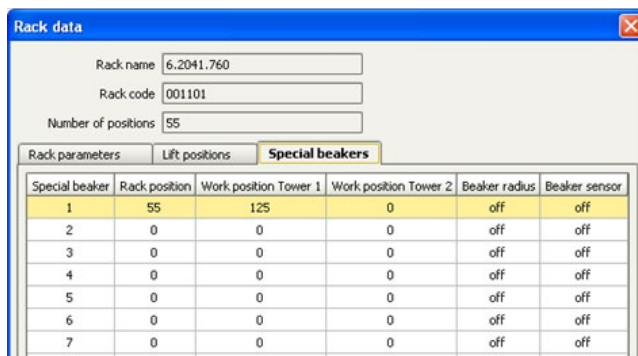 Rack data
Rack name 6.2041.760
Rack code 001101
Number of positions 55
Rack parameters Lift positions Special beakers
Special beaker Rack position Work position Tower 1 Work position Tower 2 Beaker radius Beaker sensor
1 55 125 0 off off
2 0 0 0 off off
3 0 0 0 off off
4 0 0 0 off off
5 0 0 0 off off
6 0 0 0 off off
7 0 0 0 off off